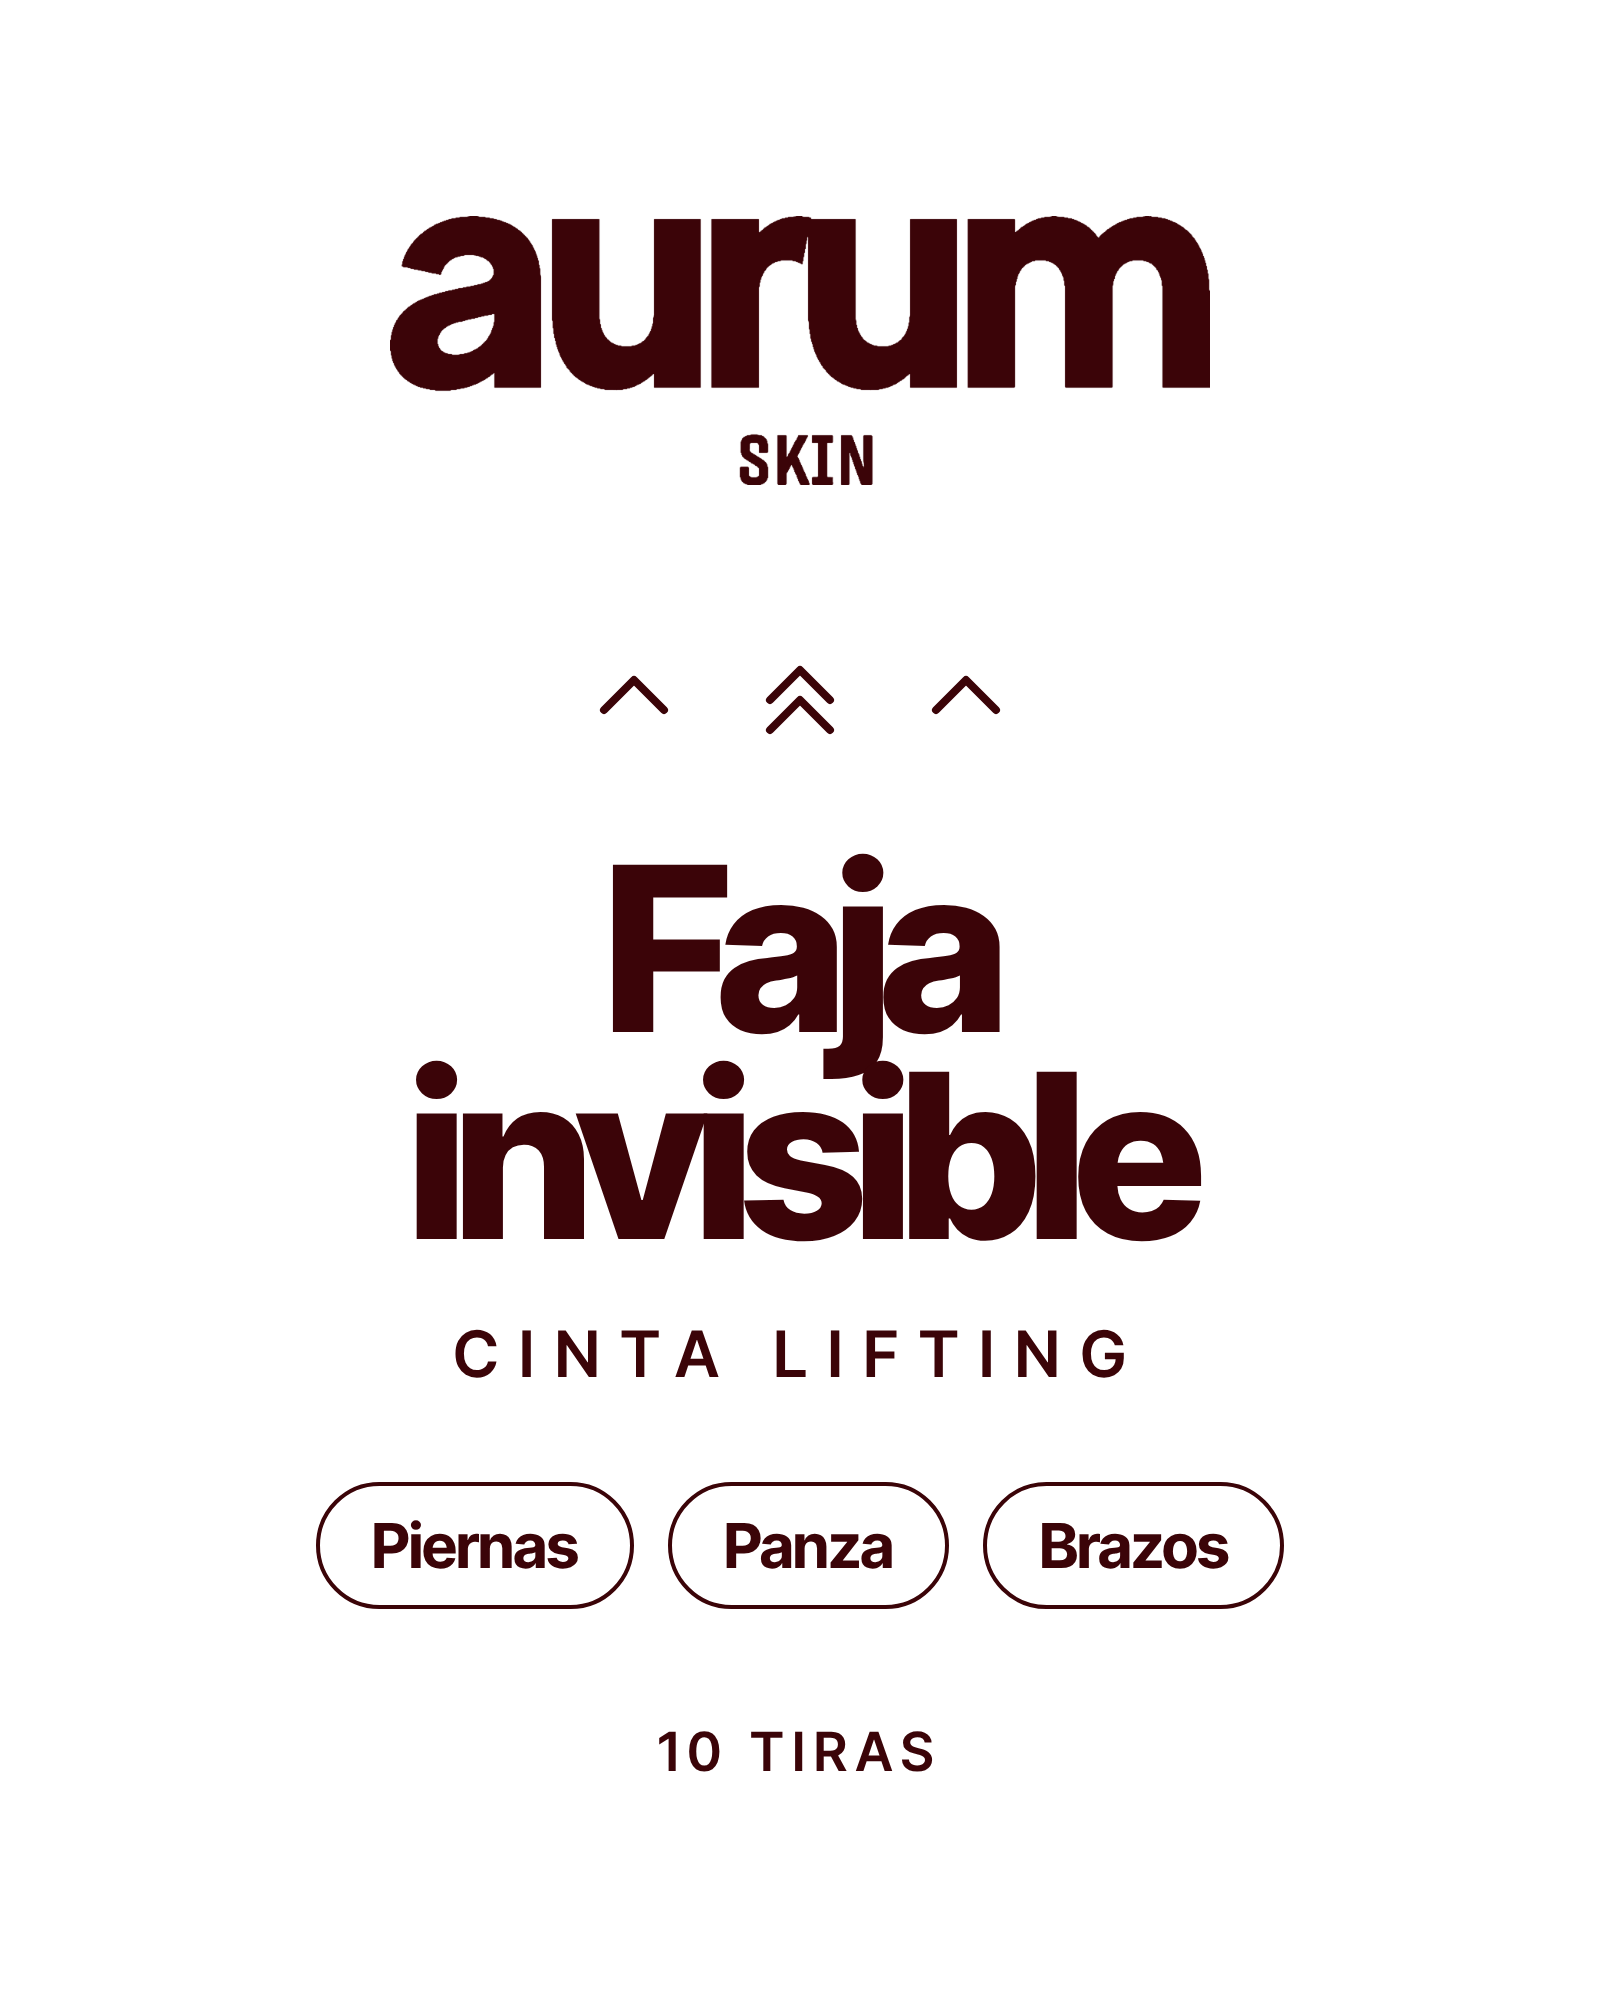 aurum
SKIN
Faja
invisible
CINTA LIFTING
Piernas Panza Brazos
10 TIRAS